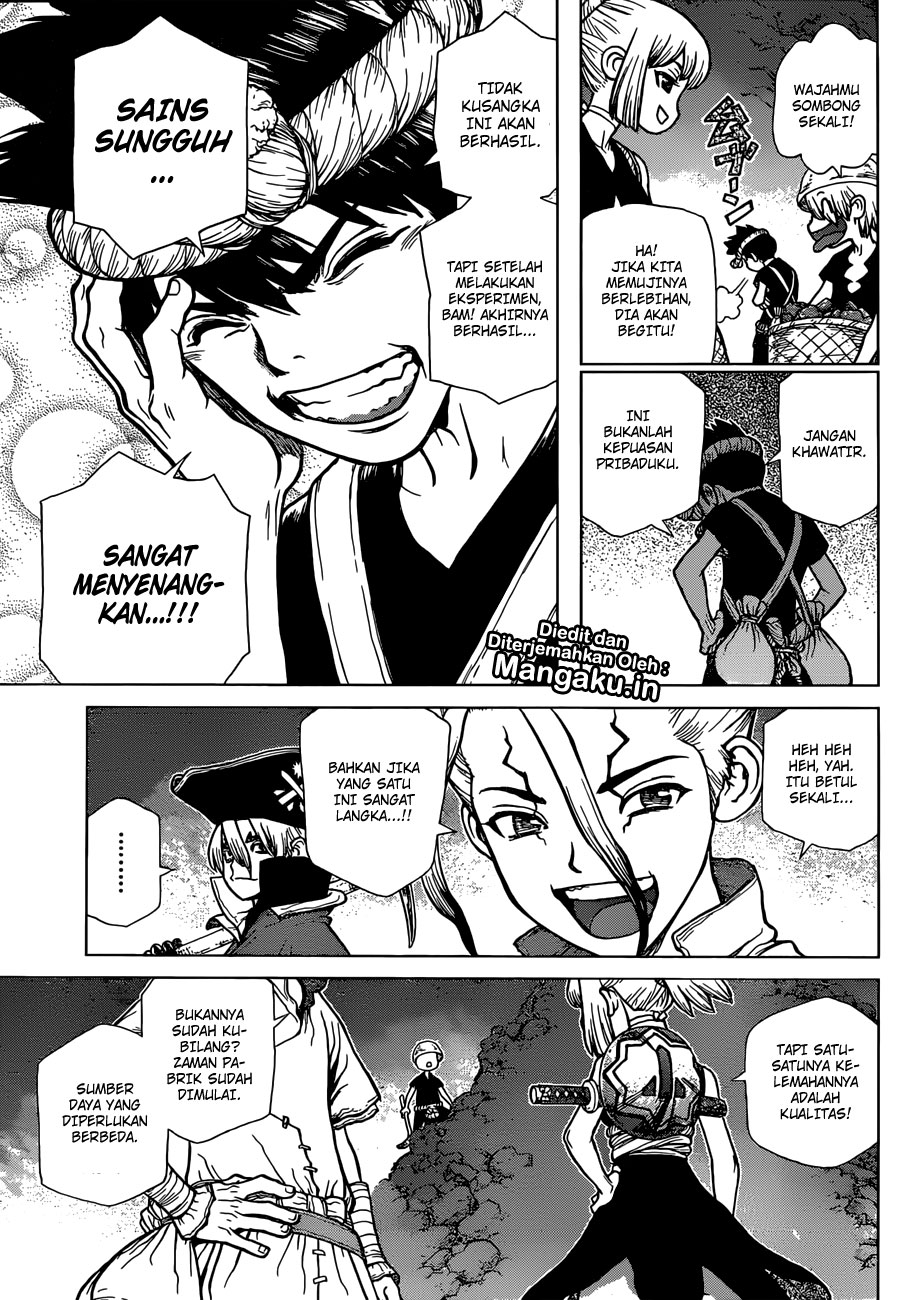 WAJAHMU
SOMBONG
SEKALI!
HA!
JIKA KITA
MEMUJINYA
BERLEBIHAN,
DIA AKAN
BEGITU!
JANGAN
KHAWATIR.
INI
BUKANLAH
KEPUASAN
PRIBADUKU.
TIDAK
KUSANGKA
INI AKAN
BERHASIL.
TAPI SETELAH
MELAKUKAN
EKSPERIMEN,
BAM! AKHIRNYA
BERHASIL...
SAINS
SUNGGUH
...
SANGAT
MENYENANG-
KAN...!!!
Diedit dan
Diterjemahkan Oleh :
Mangaku.in
HEH HEH
HEH, YAH.
ITU BETUL
SEKALI...
BAHKAN JIKA
YANG SATU
INI SANGAT
LANGKA...!!
........
TAPI SATU-
SATUNYA KE-
LEMAHANNYA
ADALAH
KUALITAS!
BUKANNYA
SUDAH KU-
BILANG?
ZAMAN PA-
BRIK SUDAH
DIMULAI.
SUMBER
DAYA YANG
DIPERLUKAN
BERBEDA.